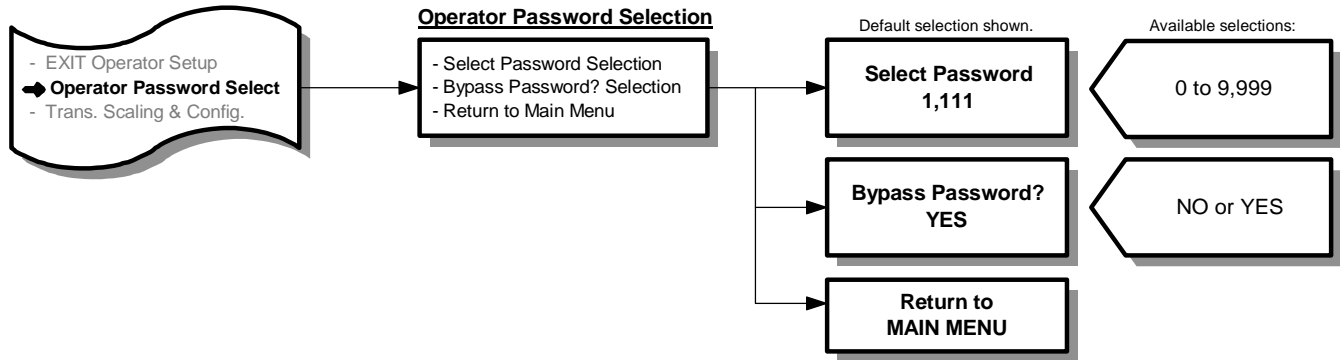 Operator Password Selection
Default selection shown.
Available selections:
- EXIT Operator Setup
Operator Password Select
- Trans. Scaling & Config.
- Select Password Selection
- Bypass Password? Selection
- Return to Main Menu
Select Password
1,111
0 to 9,999
Bypass Password?
YES
NO or YES
Return to
MAIN MENU